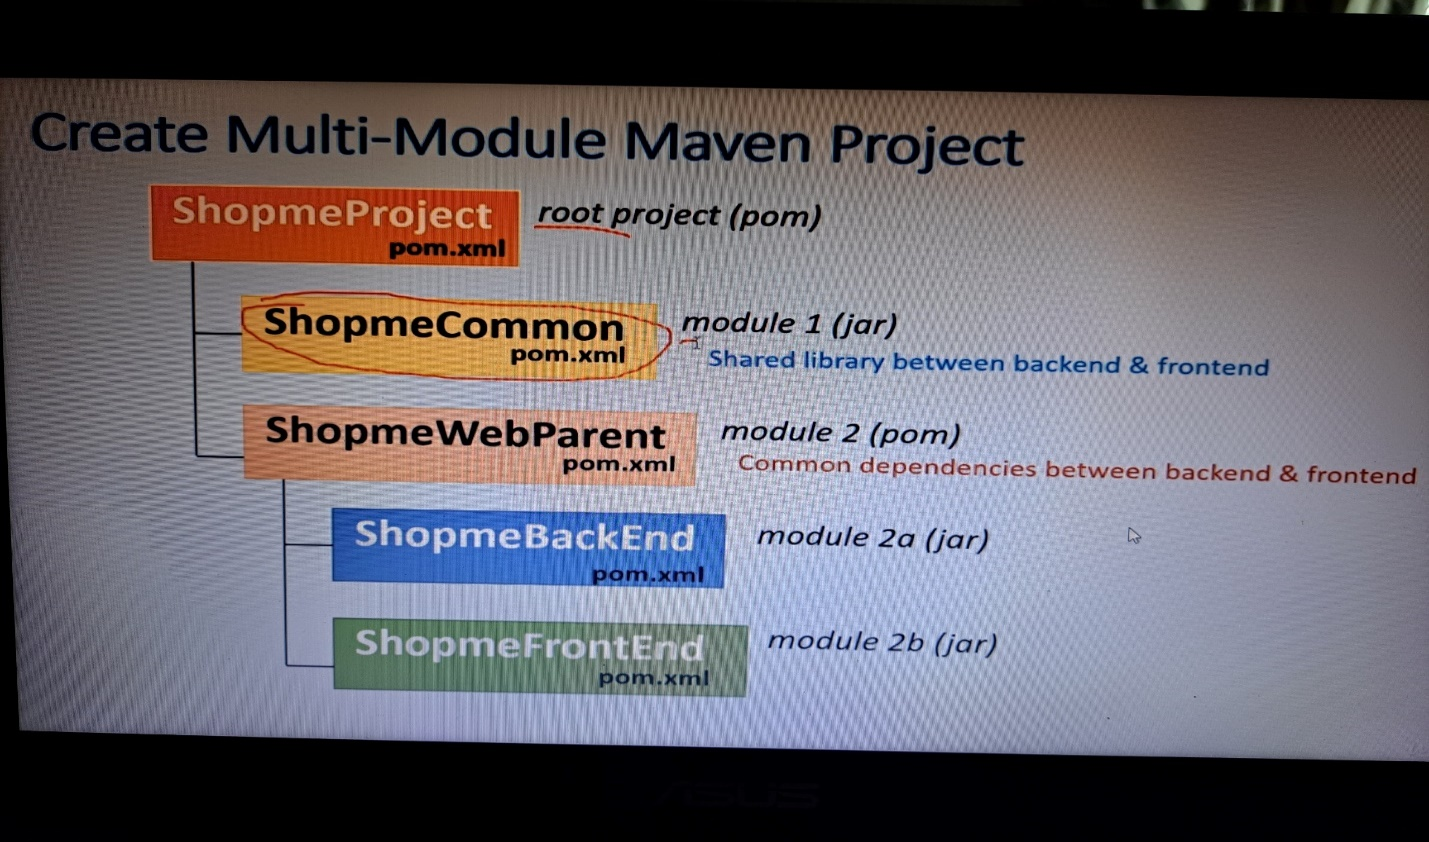 Create Multi-Module Maven Project
ShopmeProject
pom.xml
root project (pom)
ShopmeCommon
pom.xml
module 1 (jar)
Shared library between backend & frontend
ShopmeWebParent
pom.xml
module 2 (pom)
Common dependencies between backend & frontend
ShopmeBackEnd
pom.xml
module 2a (jar)
ShopmeFrontEnd
pom.xml
module 2b (jar)
ASUS